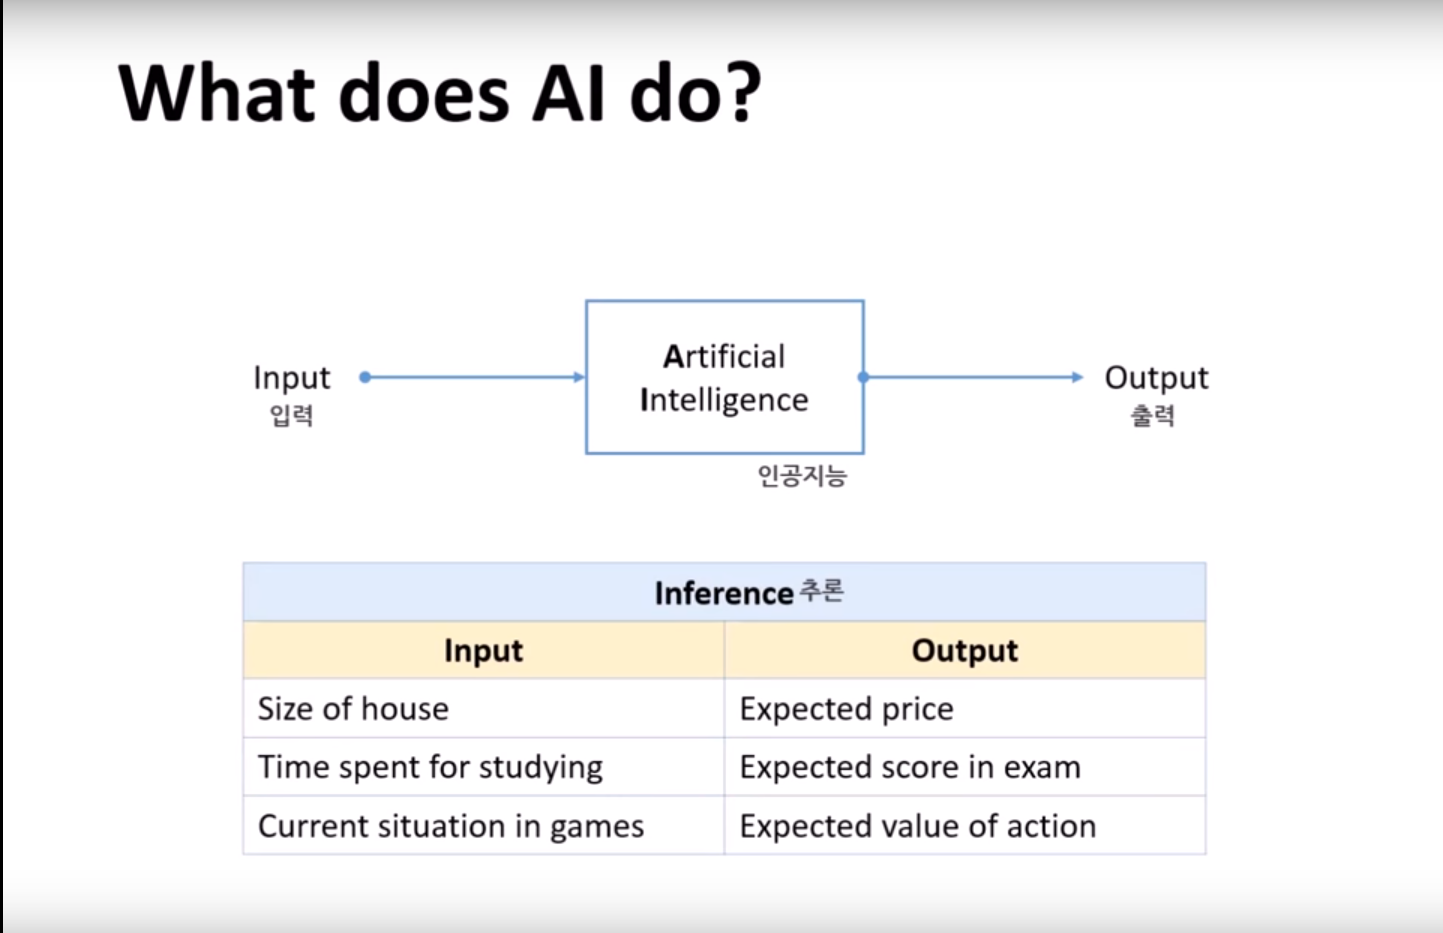 What does AI do?
Input
입력
Artificial
Intelligence
인공지능
Output
출력
Inference 추론
Input Output
Size of house Expected price
Time spent for studying Expected score in exam
Current situation in games Expected value of action